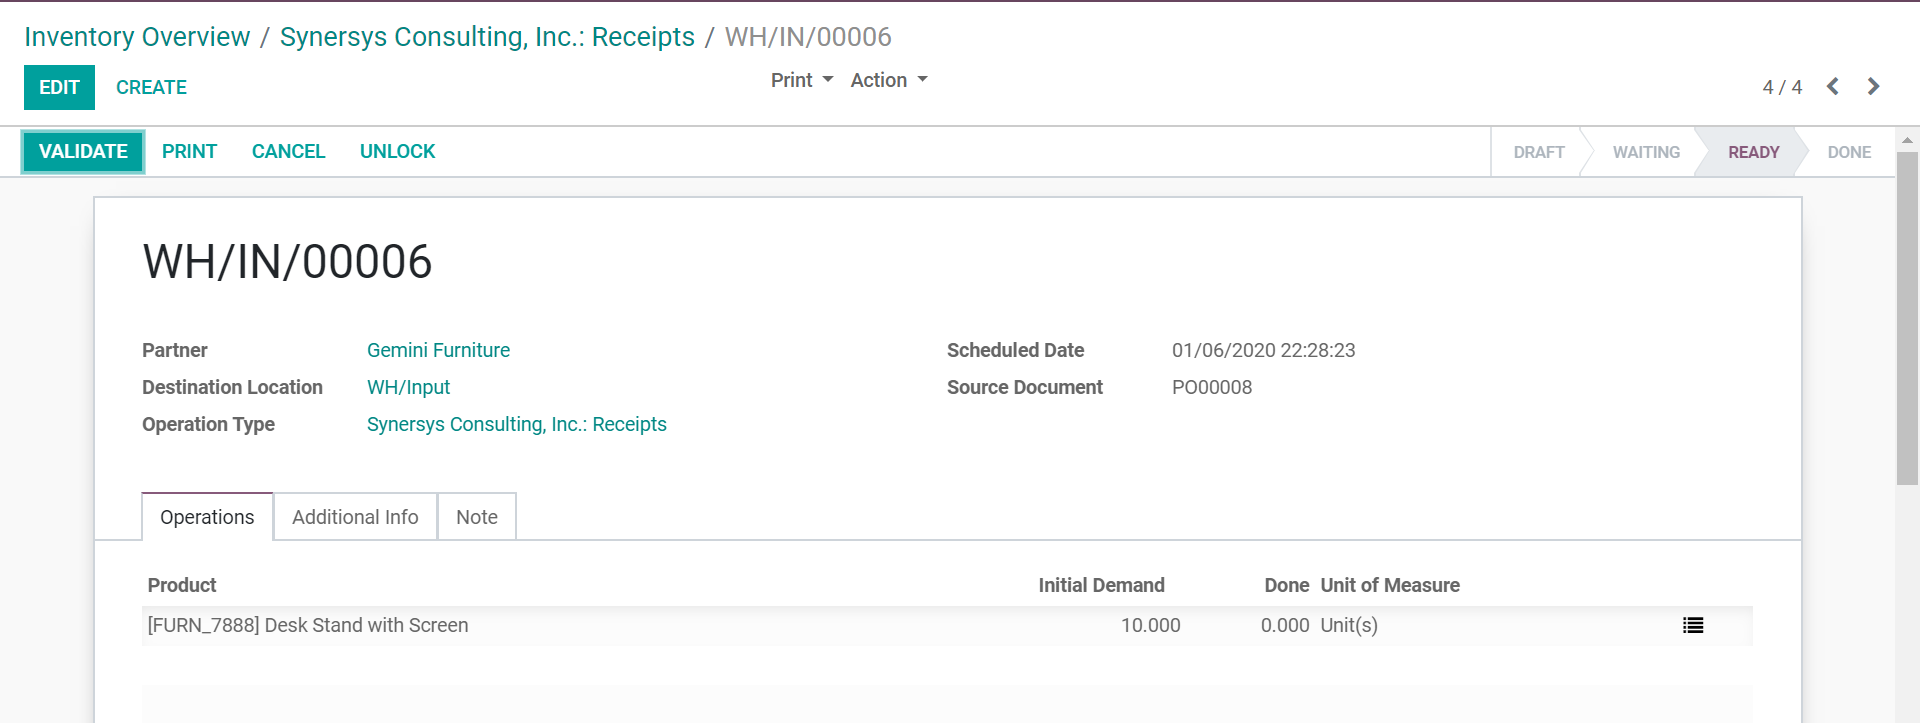 Inventory Overview / Synersys Consulting, Inc.: Receipts / WH/IN/00006
EDIT CREATE Print Action 4 / 4
VALIDATE PRINT CANCEL UNLOCK DRAFT WAITING READY DONE
WH/IN/00006
Partner Gemini Furniture Scheduled Date 01/06/2020 22:28:23
Destination Location WH/Input Source Document PO00008
Operation Type Synersys Consulting, Inc.: Receipts
Operations Additional Info Note
Product Initial Demand Done Unit of Measure
[FURN_7888] Desk Stand with Screen 10.000 0.000 Unit(s)